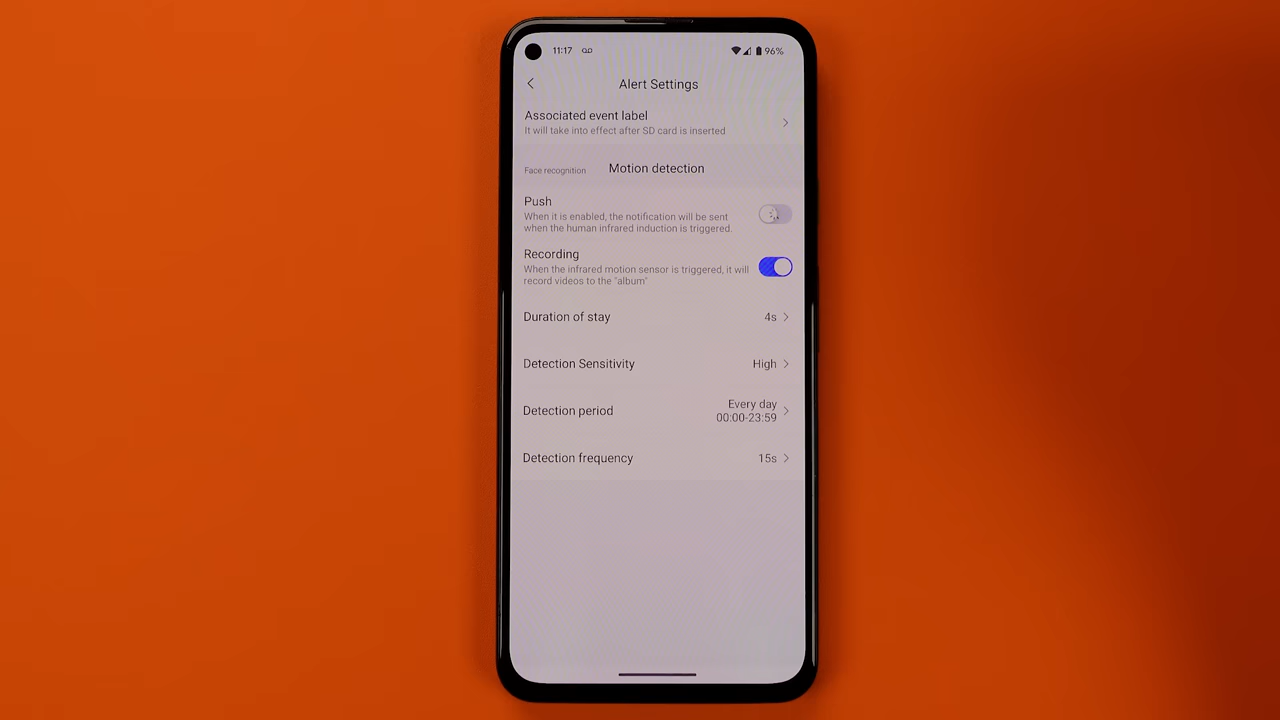 11:17
96%
Alert Settings
Associated event label
It will take into effect after SD card is inserted
Face recognition Motion detection
Push
When it is enabled, the notification will be sent
when the human infrared induction is triggered.
Recording
When the infrared motion sensor is triggered, it will
record videos to the "album"
Duration of stay 4s
Detection Sensitivity High
Detection period Every day
00:00-23:59
Detection frequency 15s